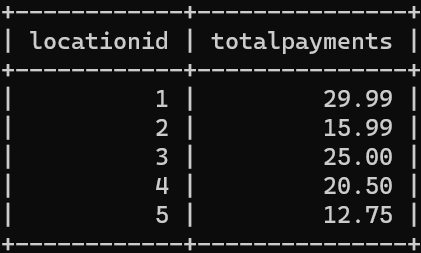 +------------+---------------+
| locationid | totalpayments |
+------------+---------------+
|          1 |         29.99 |
|          2 |         15.99 |
|          3 |         25.00 |
|          4 |         20.50 |
|          5 |         12.75 |
+------------+---------------+